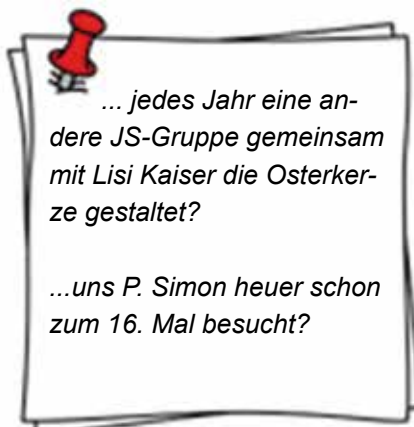 ... jedes Jahr eine an-
dere JS-Gruppe gemeinsam
mit Lisi Kaiser die Osterker-
ze gestaltet?
...uns P. Simon heuer schon
zum 16. Mal besucht?